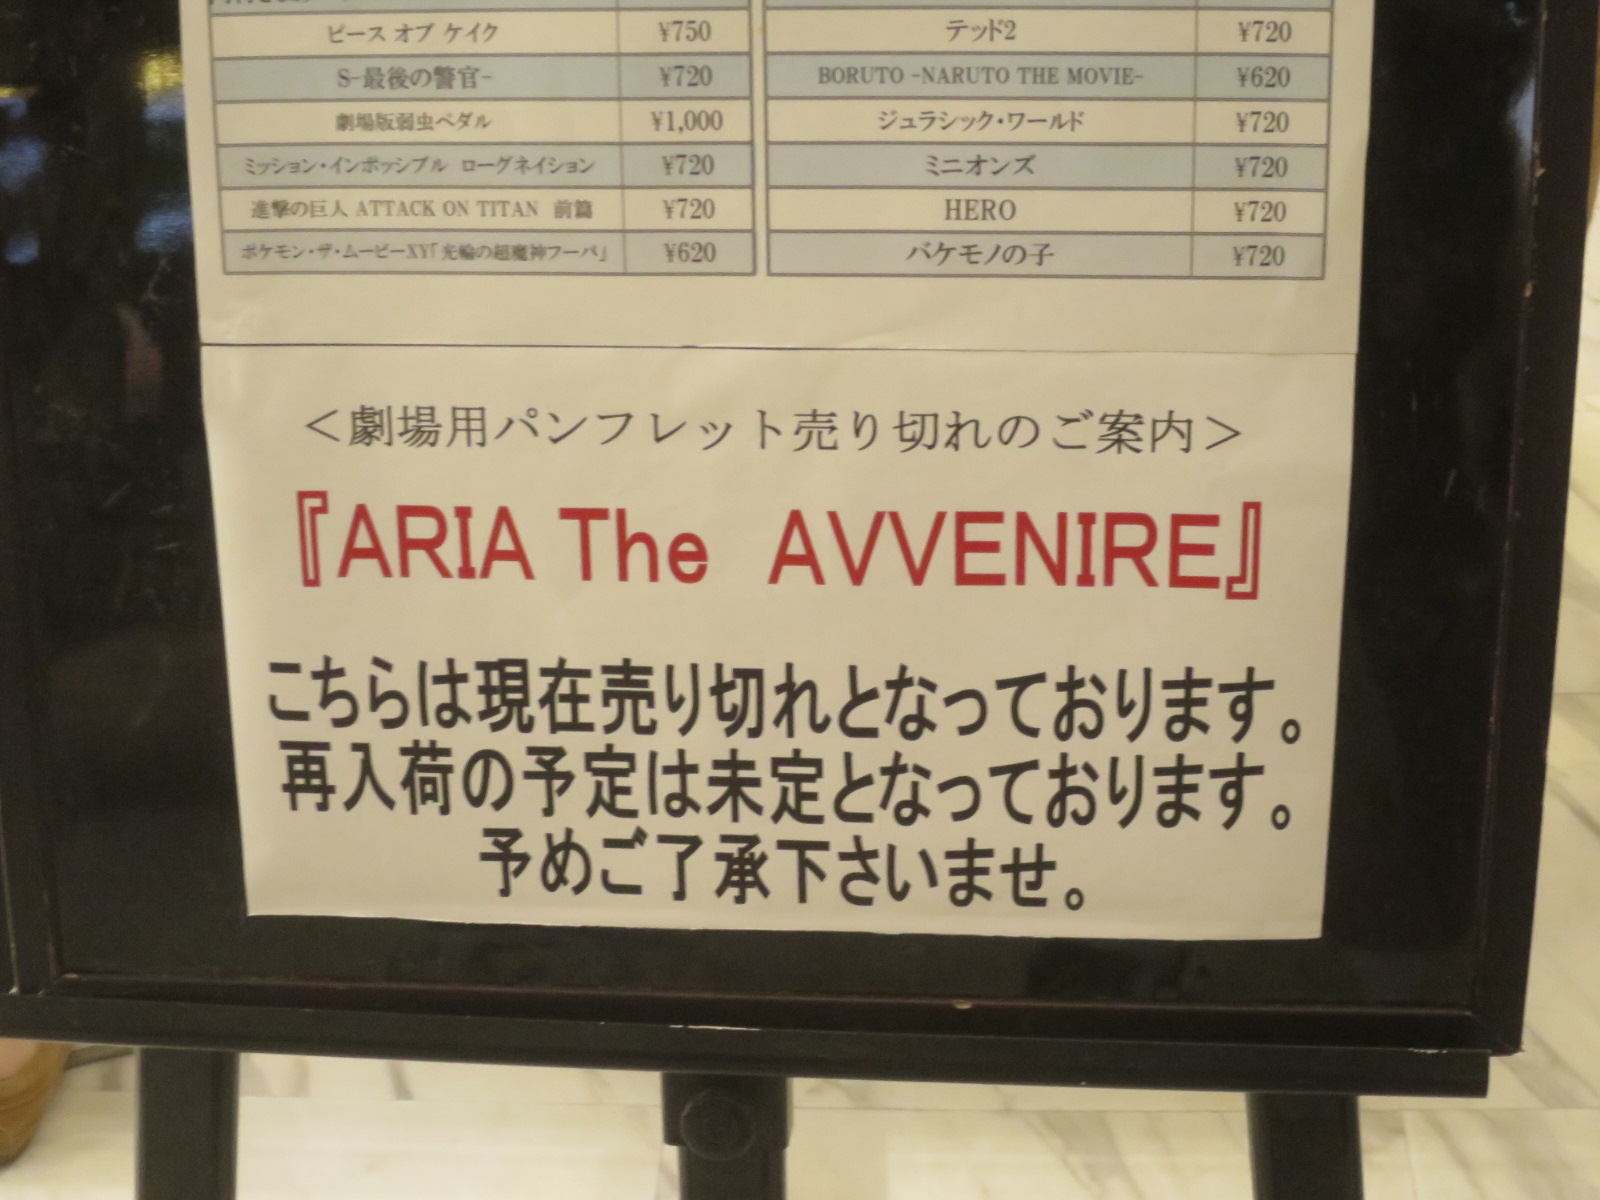 ピース オブ ケイク ¥750 テッド2 ¥720
S-最後の警官- ¥720 BORUTO -NARUTO THE MOVIE- ¥620
劇場版弱虫ペダル ¥1,000 ジュラシック・ワールド ¥720
ミッション・インポッシブル ローグネイション ¥720 ミニオンズ ¥720
進撃の巨人 ATTACK ON TITAN 前篇 ¥720 HERO ¥720
ポケモン・ザ・ムービーXY「光輪の超魔神フーパ」 ¥620 バケモノの子 ¥720
＜劇場用パンフレット売り切れのご案内＞
『ARIA The AVVENIRE』
こちらは現在売り切れとなっております。
再入荷の予定は未定となっております。
予めご了承下さいませ。